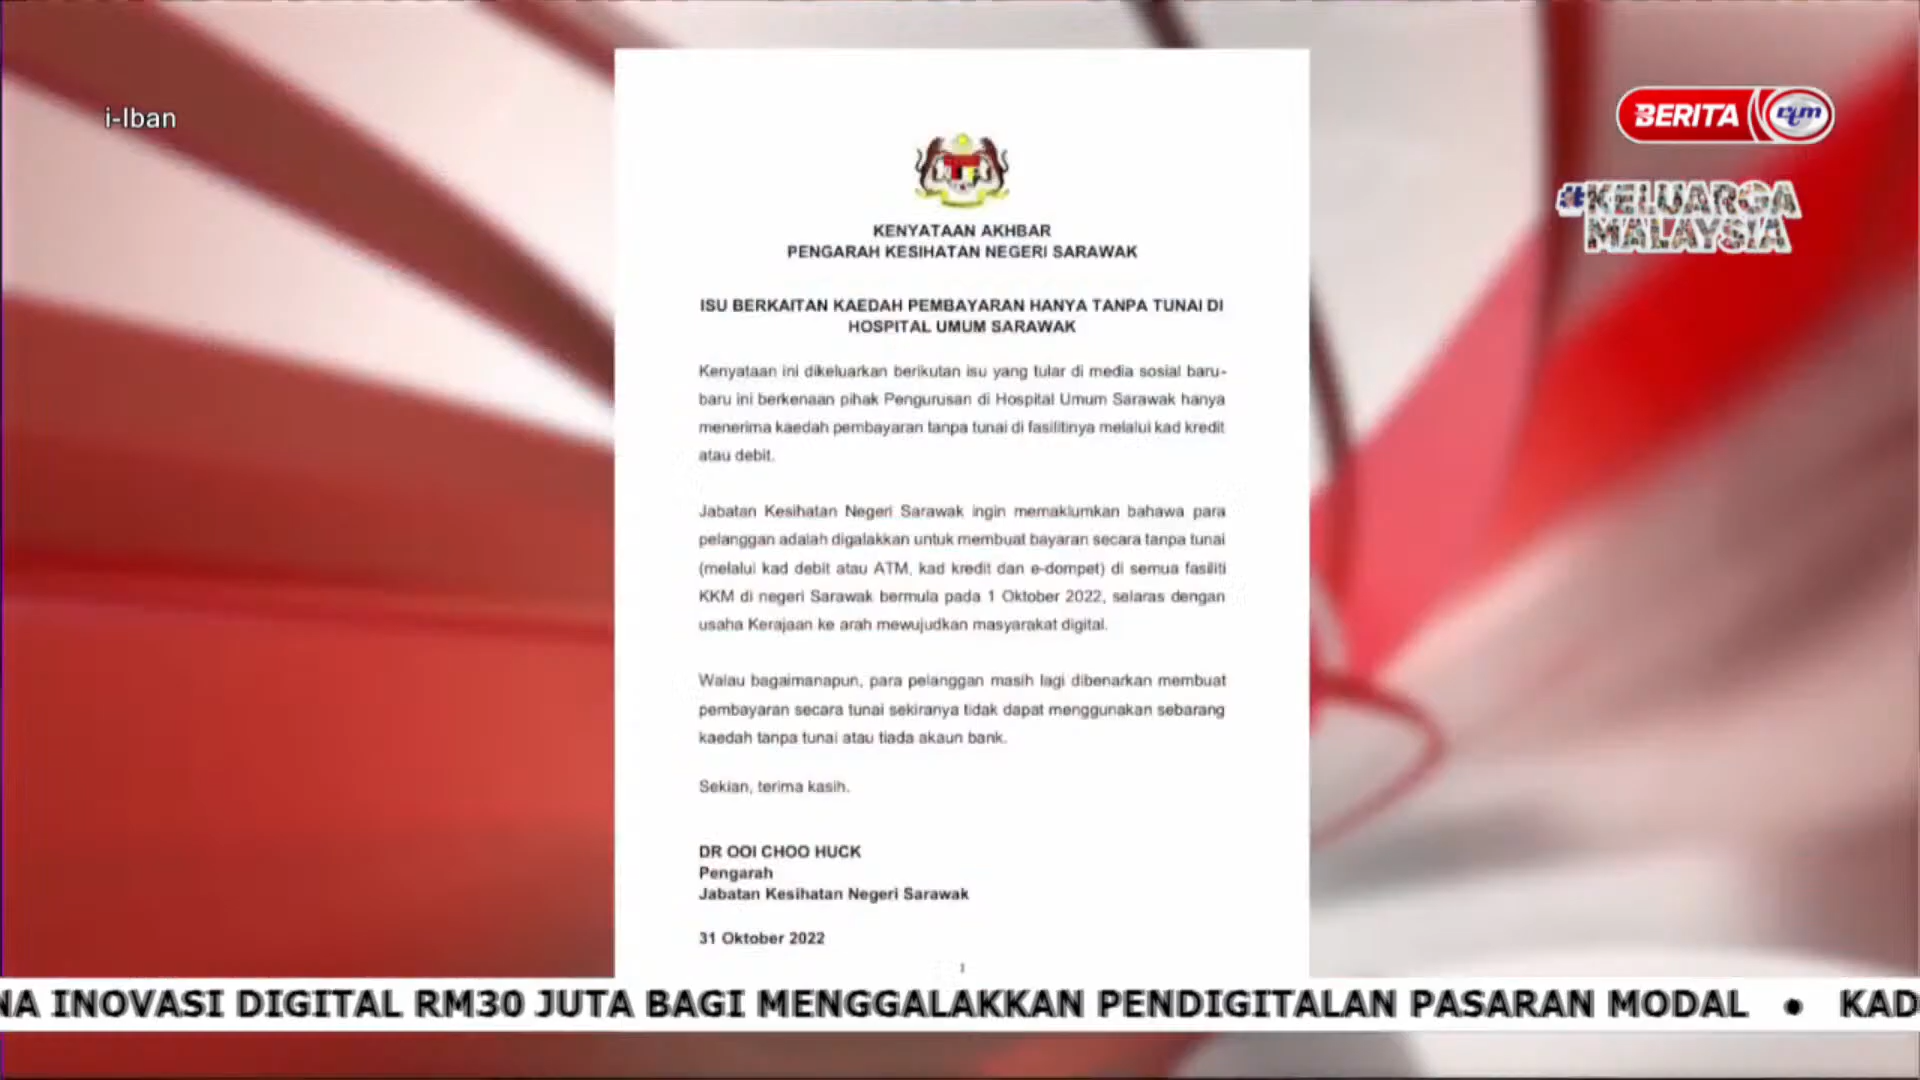 i-Iban
BERITA rtm
#KELUARGA
MALAYSIA
KENYATAAN AKHBAR
PENGARAH KESIHATAN NEGERI SARAWAK
ISU BERKAITAN KAEDAH PEMBAYARAN HANYA TANPA TUNAI DI
HOSPITAL UMUM SARAWAK
Kenyataan ini dikeluarkan berikutan isu yang tular di media sosial baru-
baru ini berkenaan pihak Pengurusan di Hospital Umum Sarawak hanya
menerima kaedah pembayaran tanpa tunai di fasilitinya melalui kad kredit
atau debit.
Jabatan Kesihatan Negeri Sarawak ingin memaklumkan bahawa para
pelanggan adalah digalakkan untuk membuat bayaran secara tanpa tunai
(melalui kad debit atau ATM, kad kredit dan e-dompet) di semua fasiliti
KKM di negeri Sarawak bermula pada 1 Oktober 2022, selaras dengan
usaha Kerajaan ke arah mewujudkan masyarakat digital.
Walau bagaimanapun, para pelanggan masih lagi dibenarkan membuat
pembayaran secara tunai sekiranya tidak dapat menggunakan sebarang
kaedah tanpa tunai atau tiada akaun bank.
Sekian, terima kasih.
DR OOI CHOO HUCK
Pengarah
Jabatan Kesihatan Negeri Sarawak
31 Oktober 2022
1
NA INOVASI DIGITAL RM30 JUTA BAGI MENGGALAKKAN PENDIGITALAN PASARAN MODAL • KAD